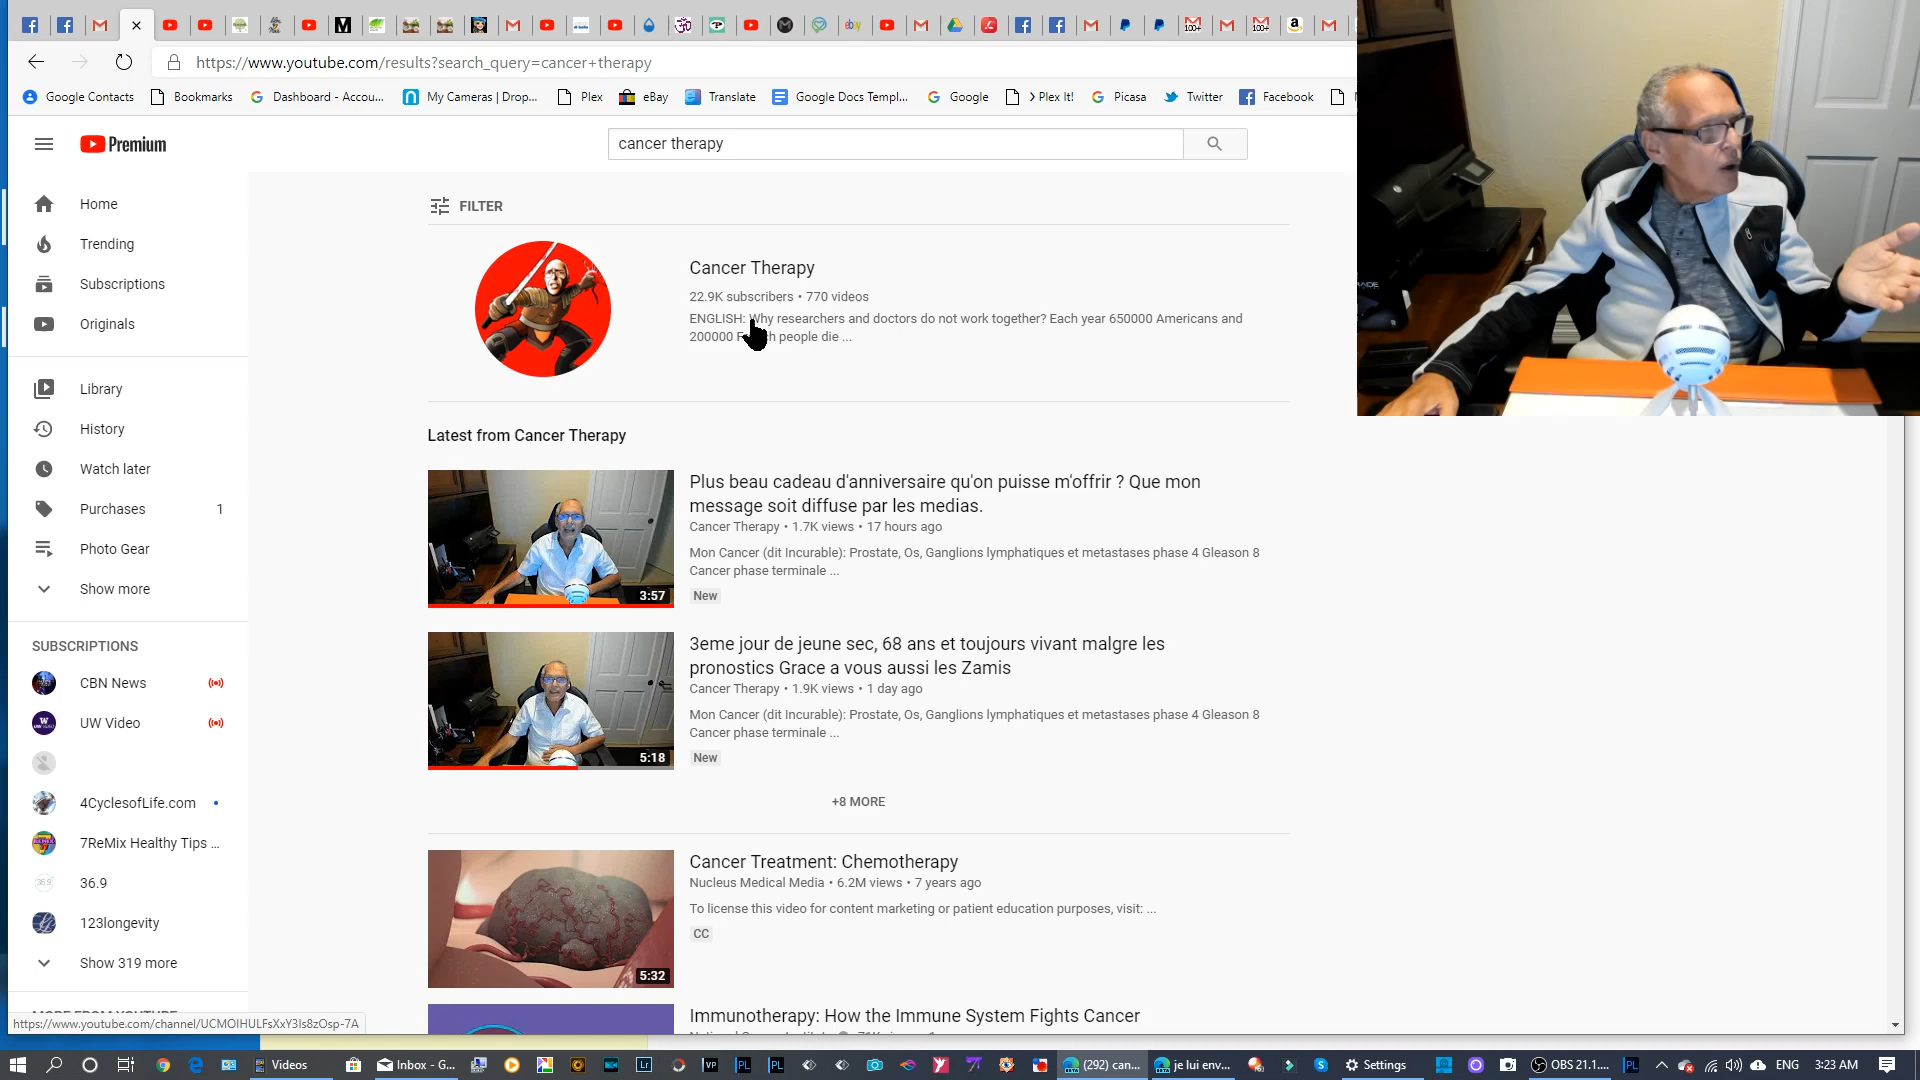 https://www.youtube.com/results?search_query=cancer+therapy
Google Contacts
Bookmarks
Dashboard - Accou...
My Cameras | Drop...
Plex
eBay
Translate
Google Docs Templ...
Google
> Plex It!
Picasa
Twitter
Facebook
Premium
cancer therapy
Home
Trending
Subscriptions
Originals
Library
History
Watch later
Purchases 1
Photo Gear
Show more
SUBSCRIPTIONS
CBN News
UW Video
4CyclesofLife.com
7ReMix Healthy Tips ...
36.9
123longevity
Show 319 more
FILTER
Cancer Therapy
22.9K subscribers • 770 videos
ENGLISH: Why researchers and doctors do not work together? Each year 650000 Americans and
200000 people die ...
Latest from Cancer Therapy
Plus beau cadeau d'anniversaire qu'on puisse m'offrir ? Que mon
message soit diffuse par les medias.
Cancer Therapy • 1.7K views • 17 hours ago
Mon Cancer (dit Incurable): Prostate, Os, Ganglions lymphatiques et metastases phase 4 Gleason 8
Cancer phase terminale ...
New
3:57
3eme jour de jeune sec, 68 ans et toujours vivant malgre les
pronostics Grace a vous aussi les Zamis
Cancer Therapy • 1.9K views • 1 day ago
Mon Cancer (dit Incurable): Prostate, Os, Ganglions lymphatiques et metastases phase 4 Gleason 8
Cancer phase terminale ...
New
5:18
+8 MORE
Cancer Treatment: Chemotherapy
Nucleus Medical Media • 6.2M views • 7 years ago
To license this video for content marketing or patient education purposes, visit: ...
CC
5:32
Immunotherapy: How the Immune System Fights Cancer
https://www.youtube.com/channel/UCMOIHULFsXxY3Is8zOsp-7A
Videos
Inbox - G...
(292) can...
je lui env...
Settings
OBS 21.1....
ENG
3:23 AM